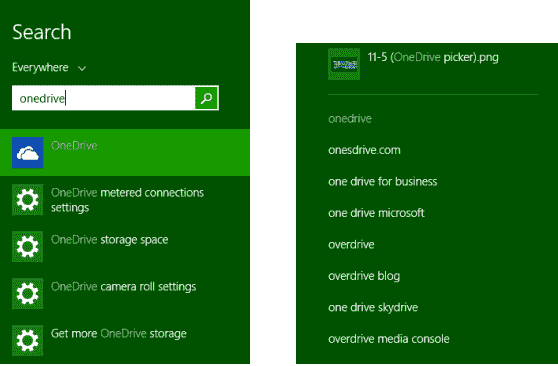 Search
Everywhere
onedrive
OneDrive
OneDrive metered connections
settings
OneDrive storage space
OneDrive camera roll settings
Get more OneDrive storage
11-5 (OneDrive picker).png
onedrive
onesdrive.com
one drive for business
one drive microsoft
overdrive
overdrive blog
one drive skydrive
overdrive media console